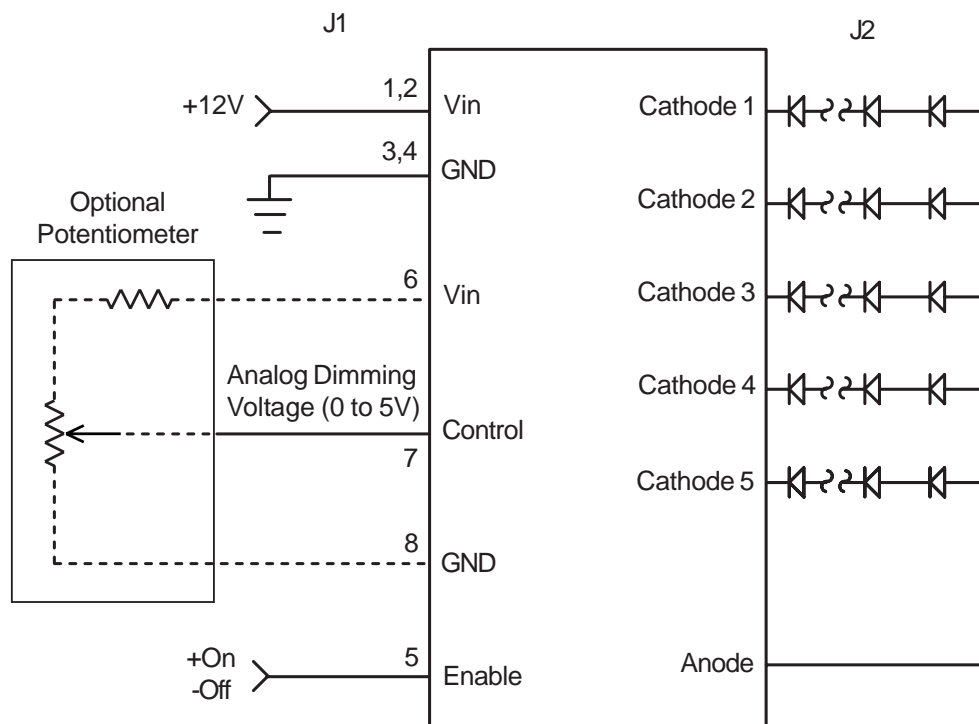 J1
J2
+12V
1,2
Vin
3,4
GND
Optional
Potentiometer
6
Vin
Analog Dimming
Voltage (0 to 5V)
Control
7
8
GND
+On
-Off
5
Enable
Cathode 1
Cathode 2
Cathode 3
Cathode 4
Cathode 5
Anode